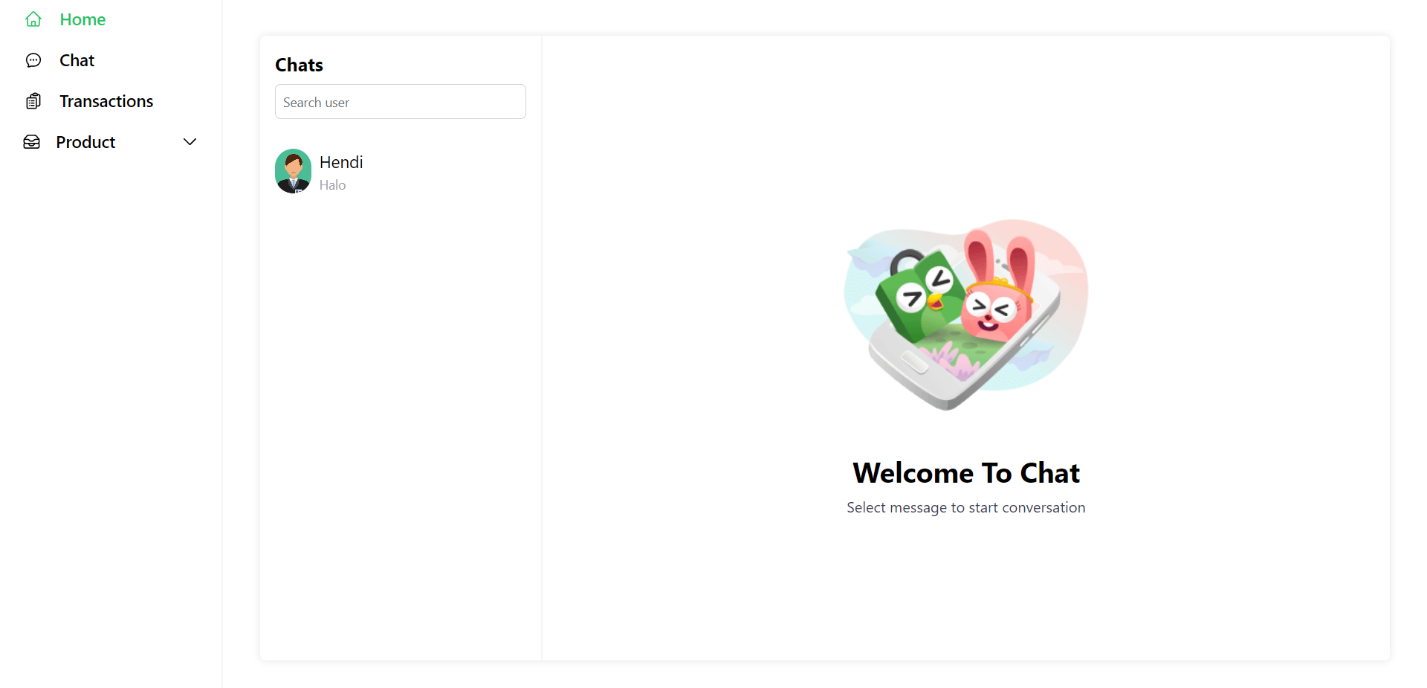 Home
Chat
Transactions
Product
Chats
Search user
Hendi
Halo
Welcome To Chat
Select message to start conversation